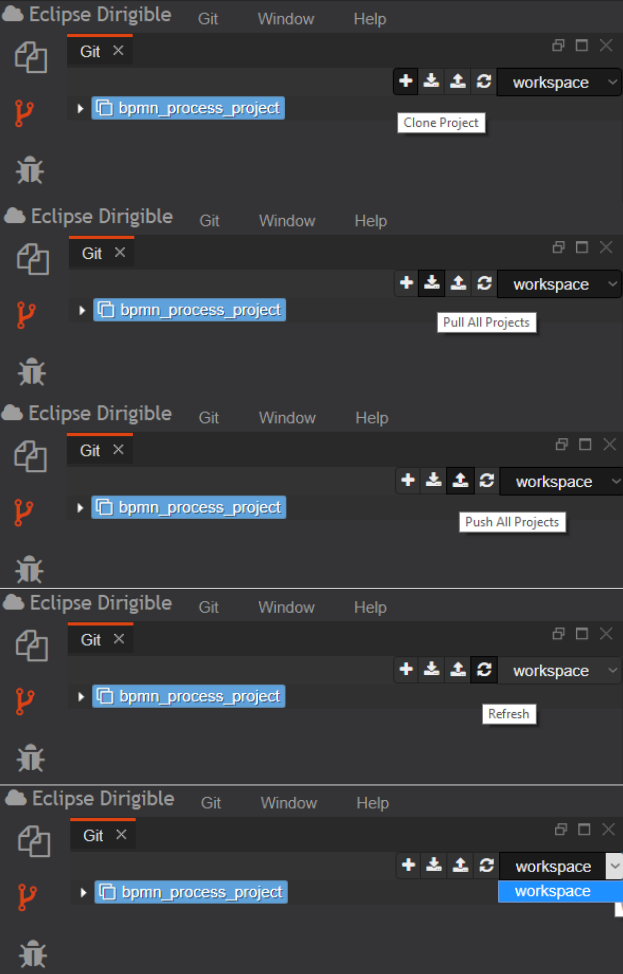 Eclipse Dirigible Git Window Help
Git
workspace
bpmn_process_project
Clone Project
Eclipse Dirigible Git Window Help
Git
workspace
bpmn_process_project
Pull All Projects
Eclipse Dirigible Git Window Help
Git
workspace
bpmn_process_project
Push All Projects
Eclipse Dirigible Git Window Help
Git
workspace
bpmn_process_project
Refresh
Eclipse Dirigible Git Window Help
Git
workspace
bpmn_process_project workspace